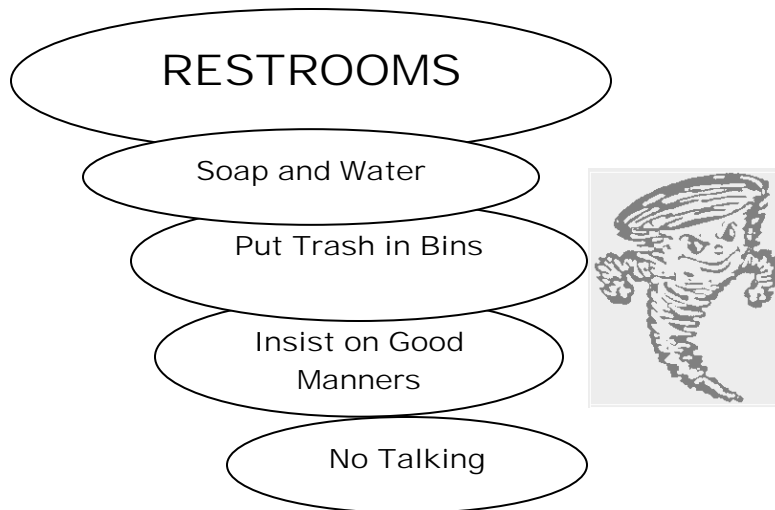 RESTROOMS
Soap and Water
Put Trash in Bins
Insist on Good
Manners
No Talking